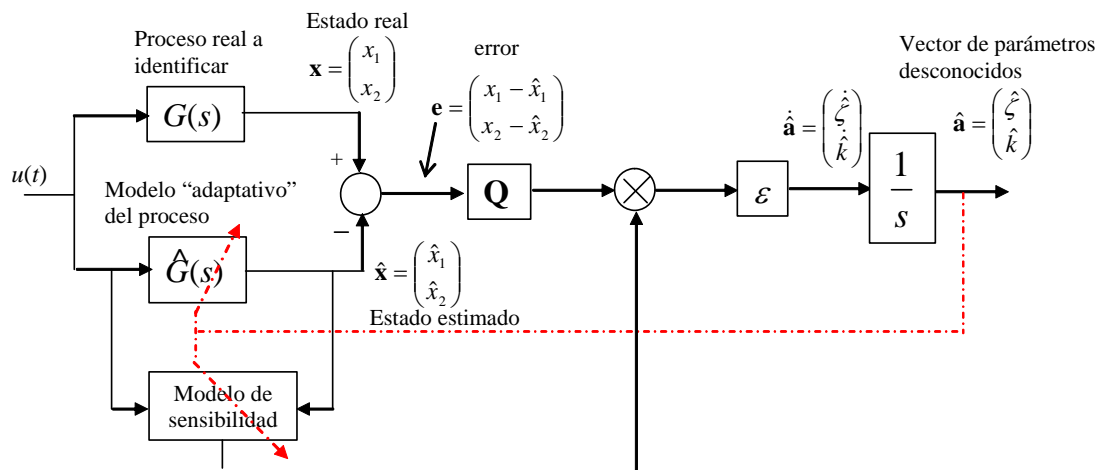 Estado real
Proceso real a
identificar
x = (x₁ x₂)
error
e = (x₁ − x̂₁ x₂ − x̂₂)
Vector de parámetros
desconocidos
â̇ = (ζ̂̇ k̂̇)
â = (ζ̂ k̂)
G(s)
u(t)
+
−
Q
ε
1
s
Modelo “adaptativo”
del proceso
Ĝ(s)
x̂ = (x̂₁ x̂₂)
Estado estimado
Modelo de
sensibilidad